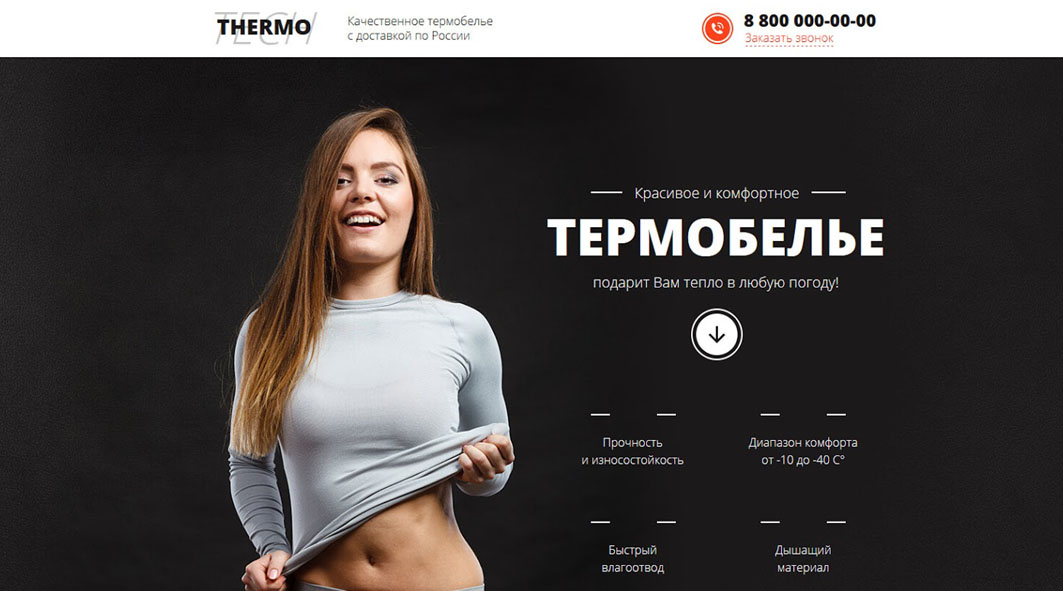 TECH
THERMO
Качественное термобелье
с доставкой по России
8 800 000-00-00
Заказать звонок
Красивое и комфортное
ТЕРМОБЕЛЬЕ
подарит Вам тепло в любую погоду!
Прочность
и износостойкость
Диапазон комфорта
от -10 до -40 C°
Быстрый
влагоотвод
Дышащий
материал